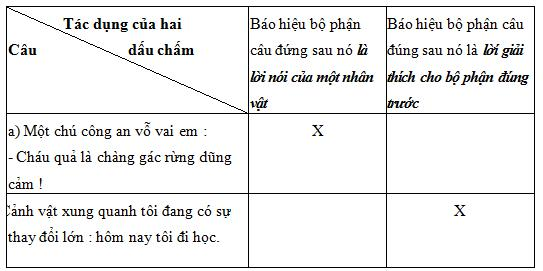 Tác dụng của hai
dấu chấm
Câu
Báo hiệu bộ phận
câu đứng sau nó là
lời nói của một nhân
vật
Báo hiệu bộ phận câu
đúng sau nó là lời giải
thích cho bộ phận đúng
trước
a) Một chú công an vỗ vai em :
- Cháu quả là chàng gác rừng dũng
cảm !
X
Cảnh vật xung quanh tôi đang có sự
thay đổi lớn : hôm nay tôi đi học.
X